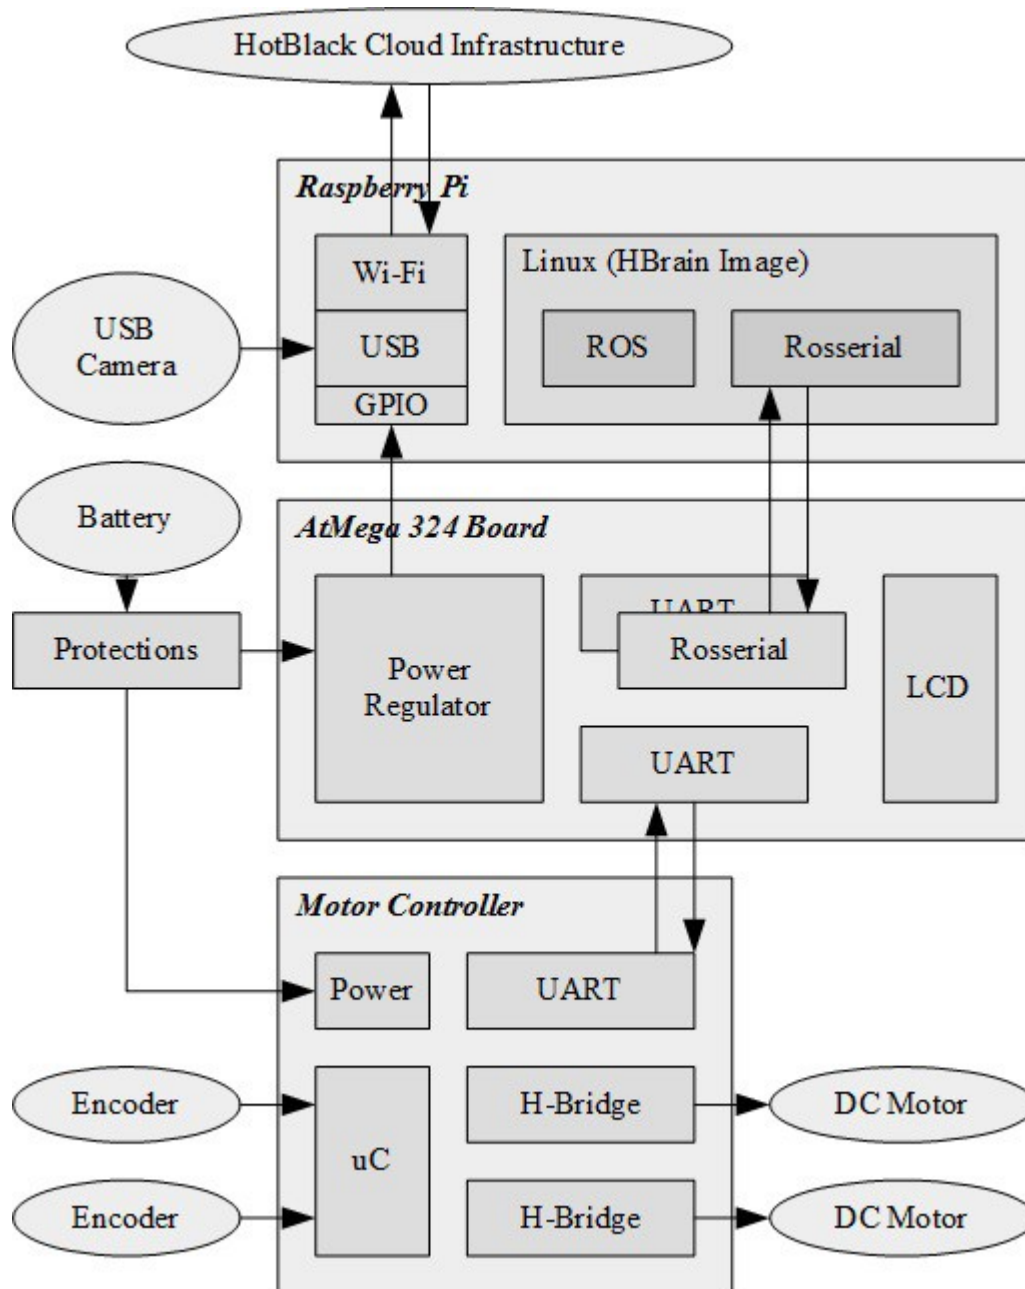 HotBlack Cloud Infrastructure
Raspberry Pi
Wi-Fi
Linux (HBrain Image)
USB
Camera
USB
ROS
Rosserial
GPIO
Battery
AtMega 324 Board
Protections
Power
Regulator
UART
Rosserial
LCD
UART
Motor Controller
Power
UART
Encoder
uC
H-Bridge
DC Motor
Encoder
H-Bridge
DC Motor